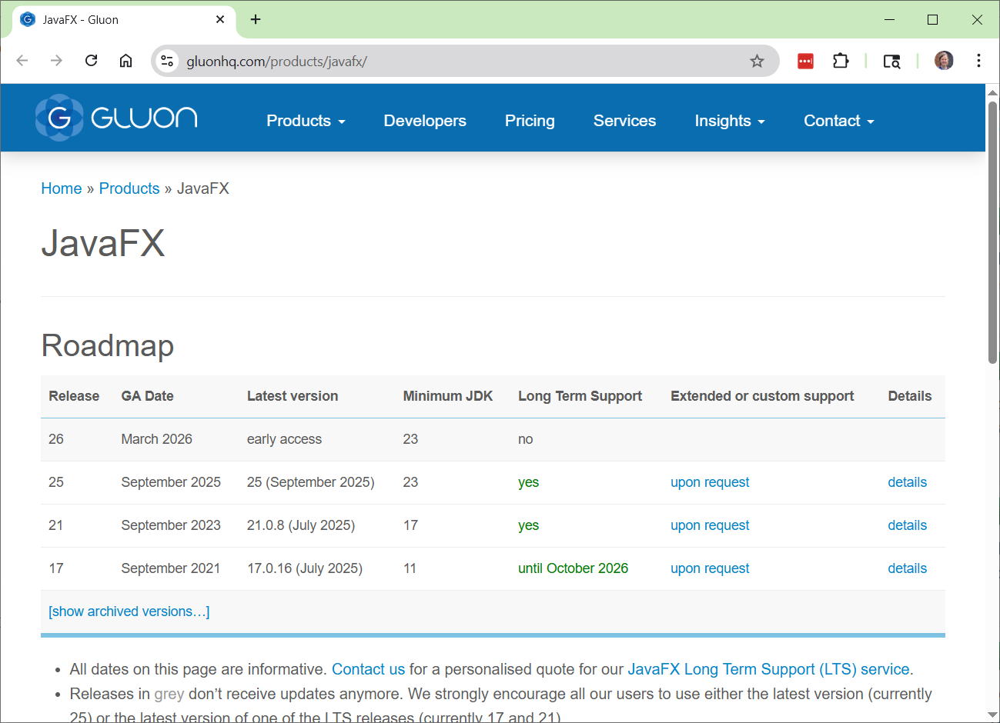 JavaFX - Gluon
gluonhq.com/products/javafx/
G GLUON Products Developers Pricing Services Insights Contact
Home » Products » JavaFX
JavaFX
Roadmap
Release GA Date Latest version Minimum JDK Long Term Support Extended or custom support Details
26 March 2026 early access 23 no
25 September 2025 25 (September 2025) 23 yes upon request details
21 September 2023 21.0.8 (July 2025) 17 yes upon request details
17 September 2021 17.0.16 (July 2025) 11 until October 2026 upon request details
[show archived versions…]
• All dates on this page are informative. Contact us for a personalised quote for our JavaFX Long Term Support (LTS) service.
• Releases in grey don’t receive updates anymore. We strongly encourage all our users to use either the latest version (currently
25) or the latest version of one of the LTS releases (currently 17 and 21)